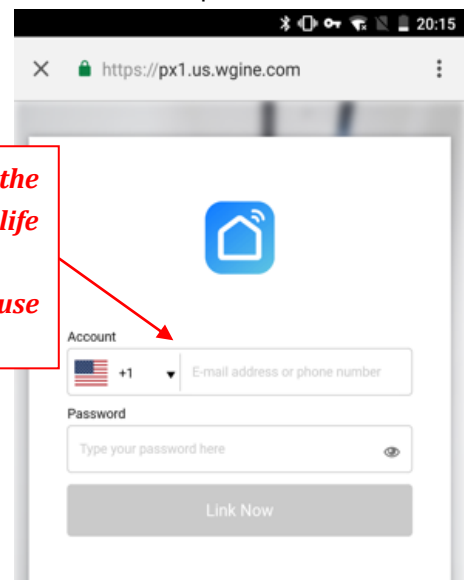 20:15
https://px1.us.wgine.com
the
life
use
Account
+1
E-mail address or phone number
Password
Type your password here
Link Now